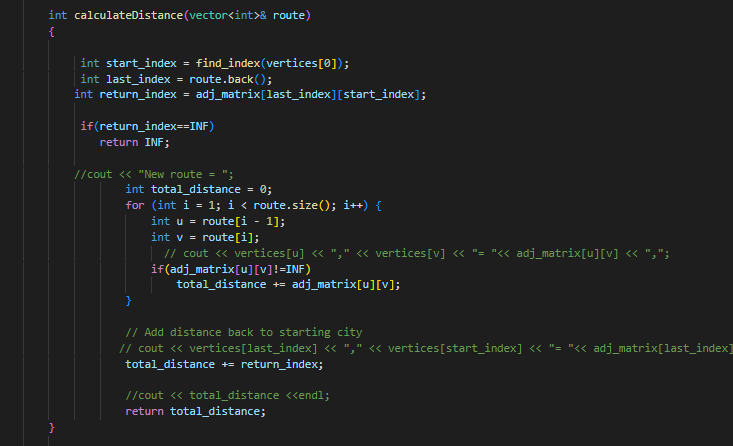 int calculateDistance(vector<int>& route)
{
int start_index = find_index(vertices[0]);
int last_index = route.back();
int return_index = adj_matrix[last_index][start_index];
if(return_index==INF)
return INF;
//cout << "New route = ";
int total_distance = 0;
for (int i = 1; i < route.size(); i++) {
int u = route[i - 1];
int v = route[i];
// cout << vertices[u] << "," << vertices[v] << "= "<< adj_matrix[u][v] << ",";
if(adj_matrix[u][v]!=INF)
total_distance += adj_matrix[u][v];
}
// Add distance back to starting city
// cout << vertices[last_index] << "," << vertices[start_index] << "= "<< adj_matrix[last_index]
total_distance += return_index;
//cout << total_distance <<endl;
return total_distance;
}